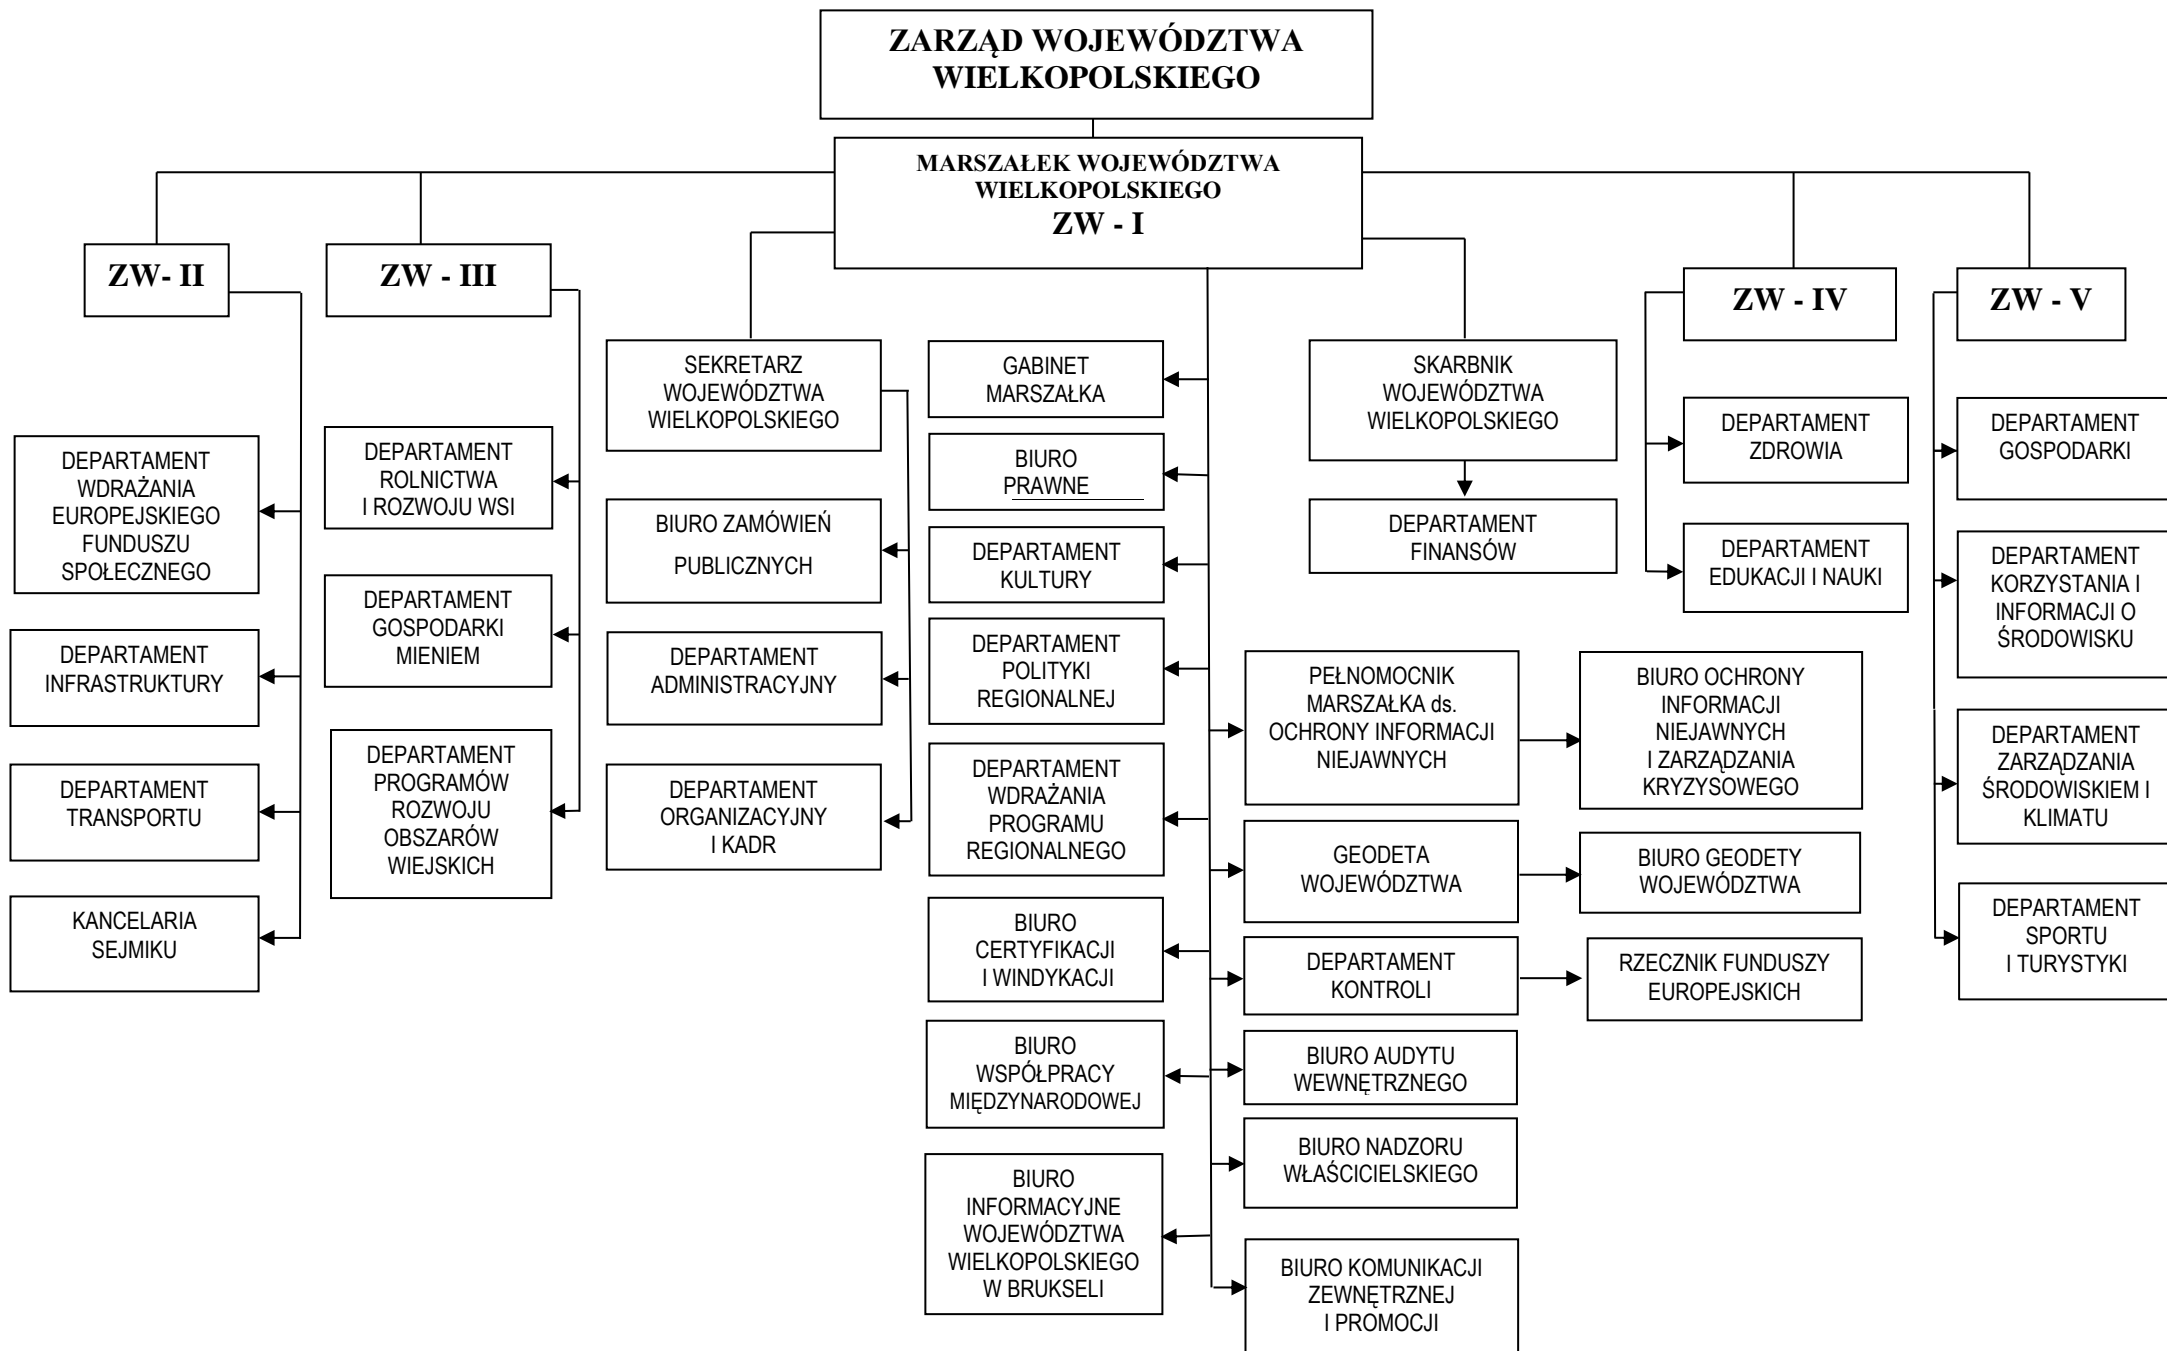 ZARZĄD WOJEWÓDZTWA
WIELKOPOLSKIEGO
MARSZAŁEK WOJEWÓDZTWA
WIELKOPOLSKIEGO
ZW - I
ZW- II
ZW - III
ZW - IV
ZW - V
DEPARTAMENT
WDRAŻANIA
EUROPEJSKIEGO
FUNDUSZU
SPOŁECZNEGO
DEPARTAMENT
INFRASTRUKTURY
DEPARTAMENT
TRANSPORTU
KANCELARIA
SEJMIKU
DEPARTAMENT
ROLNICTWA
I ROZWOJU WSI
DEPARTAMENT
GOSPODARKI
MIENIEM
DEPARTAMENT
PROGRAMÓW
ROZWOJU
OBSZARÓW
WIEJSKICH
SEKRETARZ
WOJEWÓDZTWA
WIELKOPOLSKIEGO
BIURO ZAMÓWIEŃ
PUBLICZNYCH
DEPARTAMENT
ADMINISTRACYJNY
DEPARTAMENT
ORGANIZACYJNY
I KADR
GABINET
MARSZAŁKA
BIURO
PRAWNE
DEPARTAMENT
KULTURY
DEPARTAMENT
POLITYKI
REGIONALNEJ
DEPARTAMENT
WDRAŻANIA
PROGRAMU
REGIONALNEGO
BIURO
CERTYFIKACJI
I WINDYKACJI
BIURO
WSPÓŁPRACY
MIĘDZYNARODOWEJ
BIURO
INFORMACYJNE
WOJEWÓDZTWA
WIELKOPOLSKIEGO
W BRUKSELI
SKARBNIK
WOJEWÓDZTWA
WIELKOPOLSKIEGO
DEPARTAMENT
FINANSÓW
PEŁNOMOCNIK
MARSZAŁKA ds.
OCHRONY INFORMACJI
NIEJAWNYCH
GEODETA
WOJEWÓDZTWA
DEPARTAMENT
KONTROLI
BIURO AUDYTU
WEWNĘTRZNEGO
BIURO NADZORU
WŁAŚCICIELSKIEGO
BIURO KOMUNIKACJI
ZEWNĘTRZNEJ
I PROMOCJI
BIURO OCHRONY
INFORMACJI
NIEJAWNYCH
I ZARZĄDZANIA
KRYZYSOWEGO
BIURO GEODETY
WOJEWÓDZTWA
RZECZNIK FUNDUSZY
EUROPEJSKICH
DEPARTAMENT
ZDROWIA
DEPARTAMENT
EDUKACJI I NAUKI
DEPARTAMENT
GOSPODARKI
DEPARTAMENT
KORZYSTANIA I
INFORMACJI O
ŚRODOWISKU
DEPARTAMENT
ZARZĄDZANIA
ŚRODOWISKIEM I
KLIMATU
DEPARTAMENT
SPORTU
I TURYSTYKI